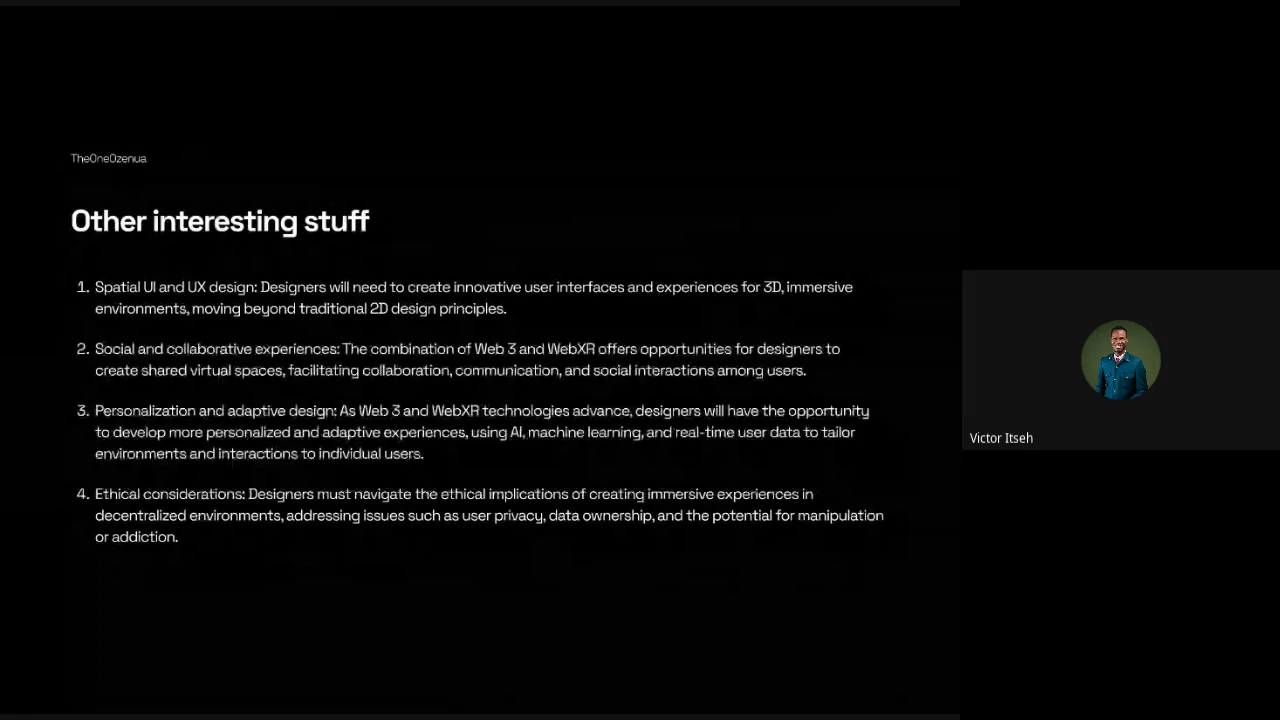 TheOneOzenua
Other interesting stuff
1. Spatial UI and UX design: Designers will need to create innovative user interfaces and experiences for 3D, immersive
environments, moving beyond traditional 2D design principles.
2. Social and collaborative experiences: The combination of Web 3 and WebXR offers opportunities for designers to
create shared virtual spaces, facilitating collaboration, communication, and social interactions among users.
3. Personalization and adaptive design: As Web 3 and WebXR technologies advance, designers will have the opportunity
to develop more personalized and adaptive experiences, using AI, machine learning, and real-time user data to tailor
environments and interactions to individual users.
4. Ethical considerations: Designers must navigate the ethical implications of creating immersive experiences in
decentralized environments, addressing issues such as user privacy, data ownership, and the potential for manipulation
or addiction.
Victor Itseh